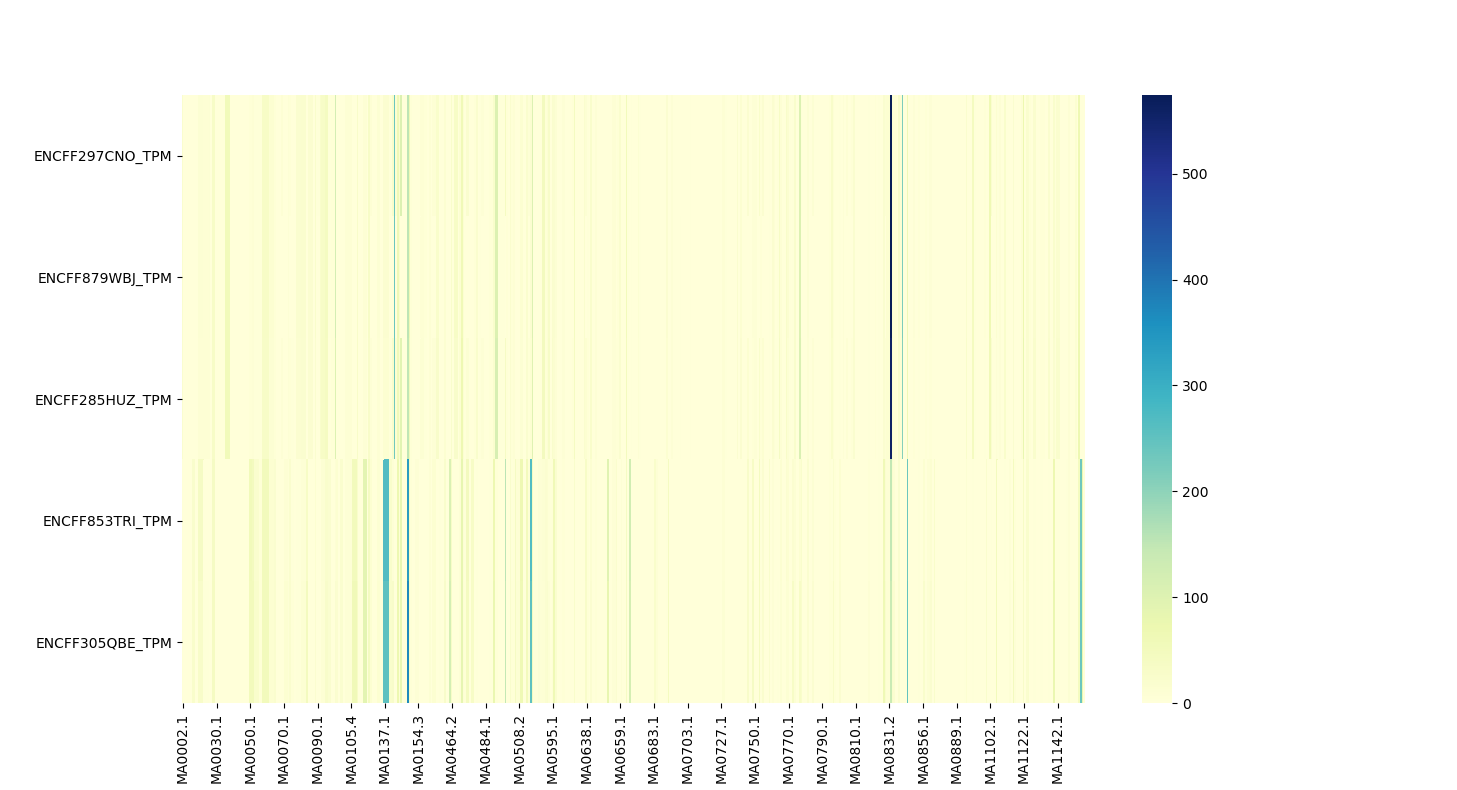 ENCFF297CNO_TPM
ENCFF879WBJ_TPM
ENCFF285HUZ_TPM
ENCFF853TRI_TPM
ENCFF305QBE_TPM
MA0002.1
MA0030.1
MA0050.1
MA0070.1
MA0090.1
MA0105.4
MA0137.1
MA0154.3
MA0464.2
MA0484.1
MA0508.2
MA0595.1
MA0638.1
MA0659.1
MA0683.1
MA0703.1
MA0727.1
MA0750.1
MA0770.1
MA0790.1
MA0810.1
MA0831.2
MA0856.1
MA0889.1
MA1102.1
MA1122.1
MA1142.1
500
400
300
200
100
0